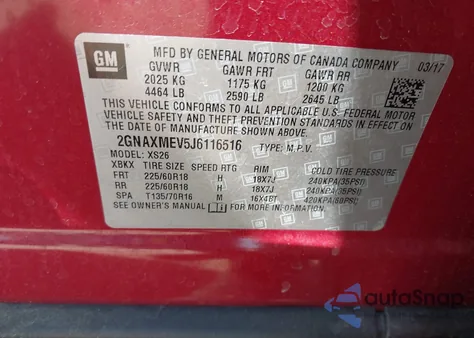 GM
MFD BY GENERAL MOTORS OF CANADA COMPANY 03/17
GVWR GAWR FRT GAWR RR
2025 KG 1175 KG 1200 KG
4464 LB 2590 LB 2645 LB
THIS VEHICLE CONFORMS TO ALL APPLICABLE U.S. FEDERAL MOTOR
VEHICLE SAFETY AND THEFT PREVENTION STANDARDS IN EFFECT
ON THE DATE OF MANUFACTURE SHOWN ABOVE.
2GNAXMEV5J6116516 TYPE: M.P.V.
MODEL: XS26
XBKX TIRE SIZE SPEED RTG RIM COLD TIRE PRESSURE
FRT 225/60R18 H 18X7J 240KPA(35PSI)
RR 225/60R18 H 18X7J 240KPA(35PSI)
SPA T135/70R16 M 16X4BT 420KPA(60PSI)
SEE OWNER'S MANUAL FOR MORE INFORMATION.
autoSnap